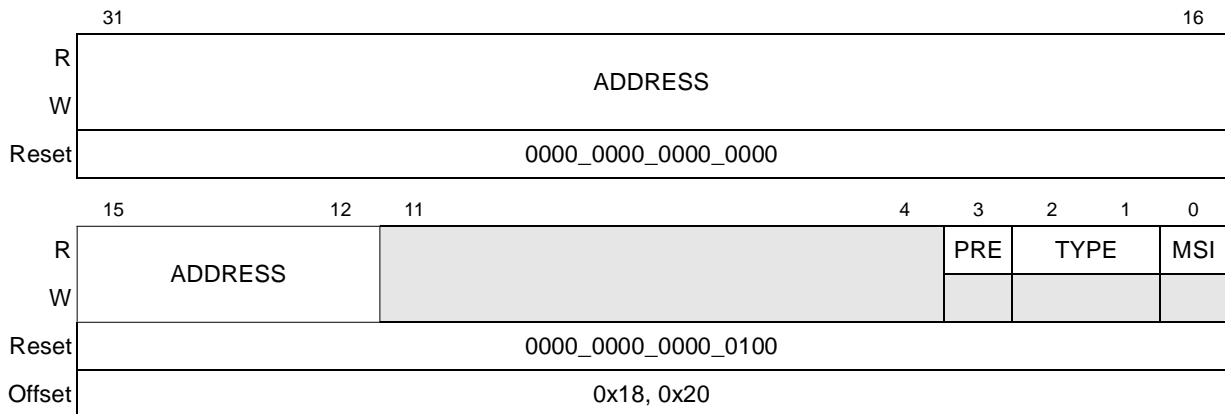 31 16
R
ADDRESS
W
Reset 0000_0000_0000_0000
15 12 11 4 3 2 1 0
R PRE TYPE MSI
ADDRESS
W
Reset 0000_0000_0000_0100
Offset 0x18, 0x20